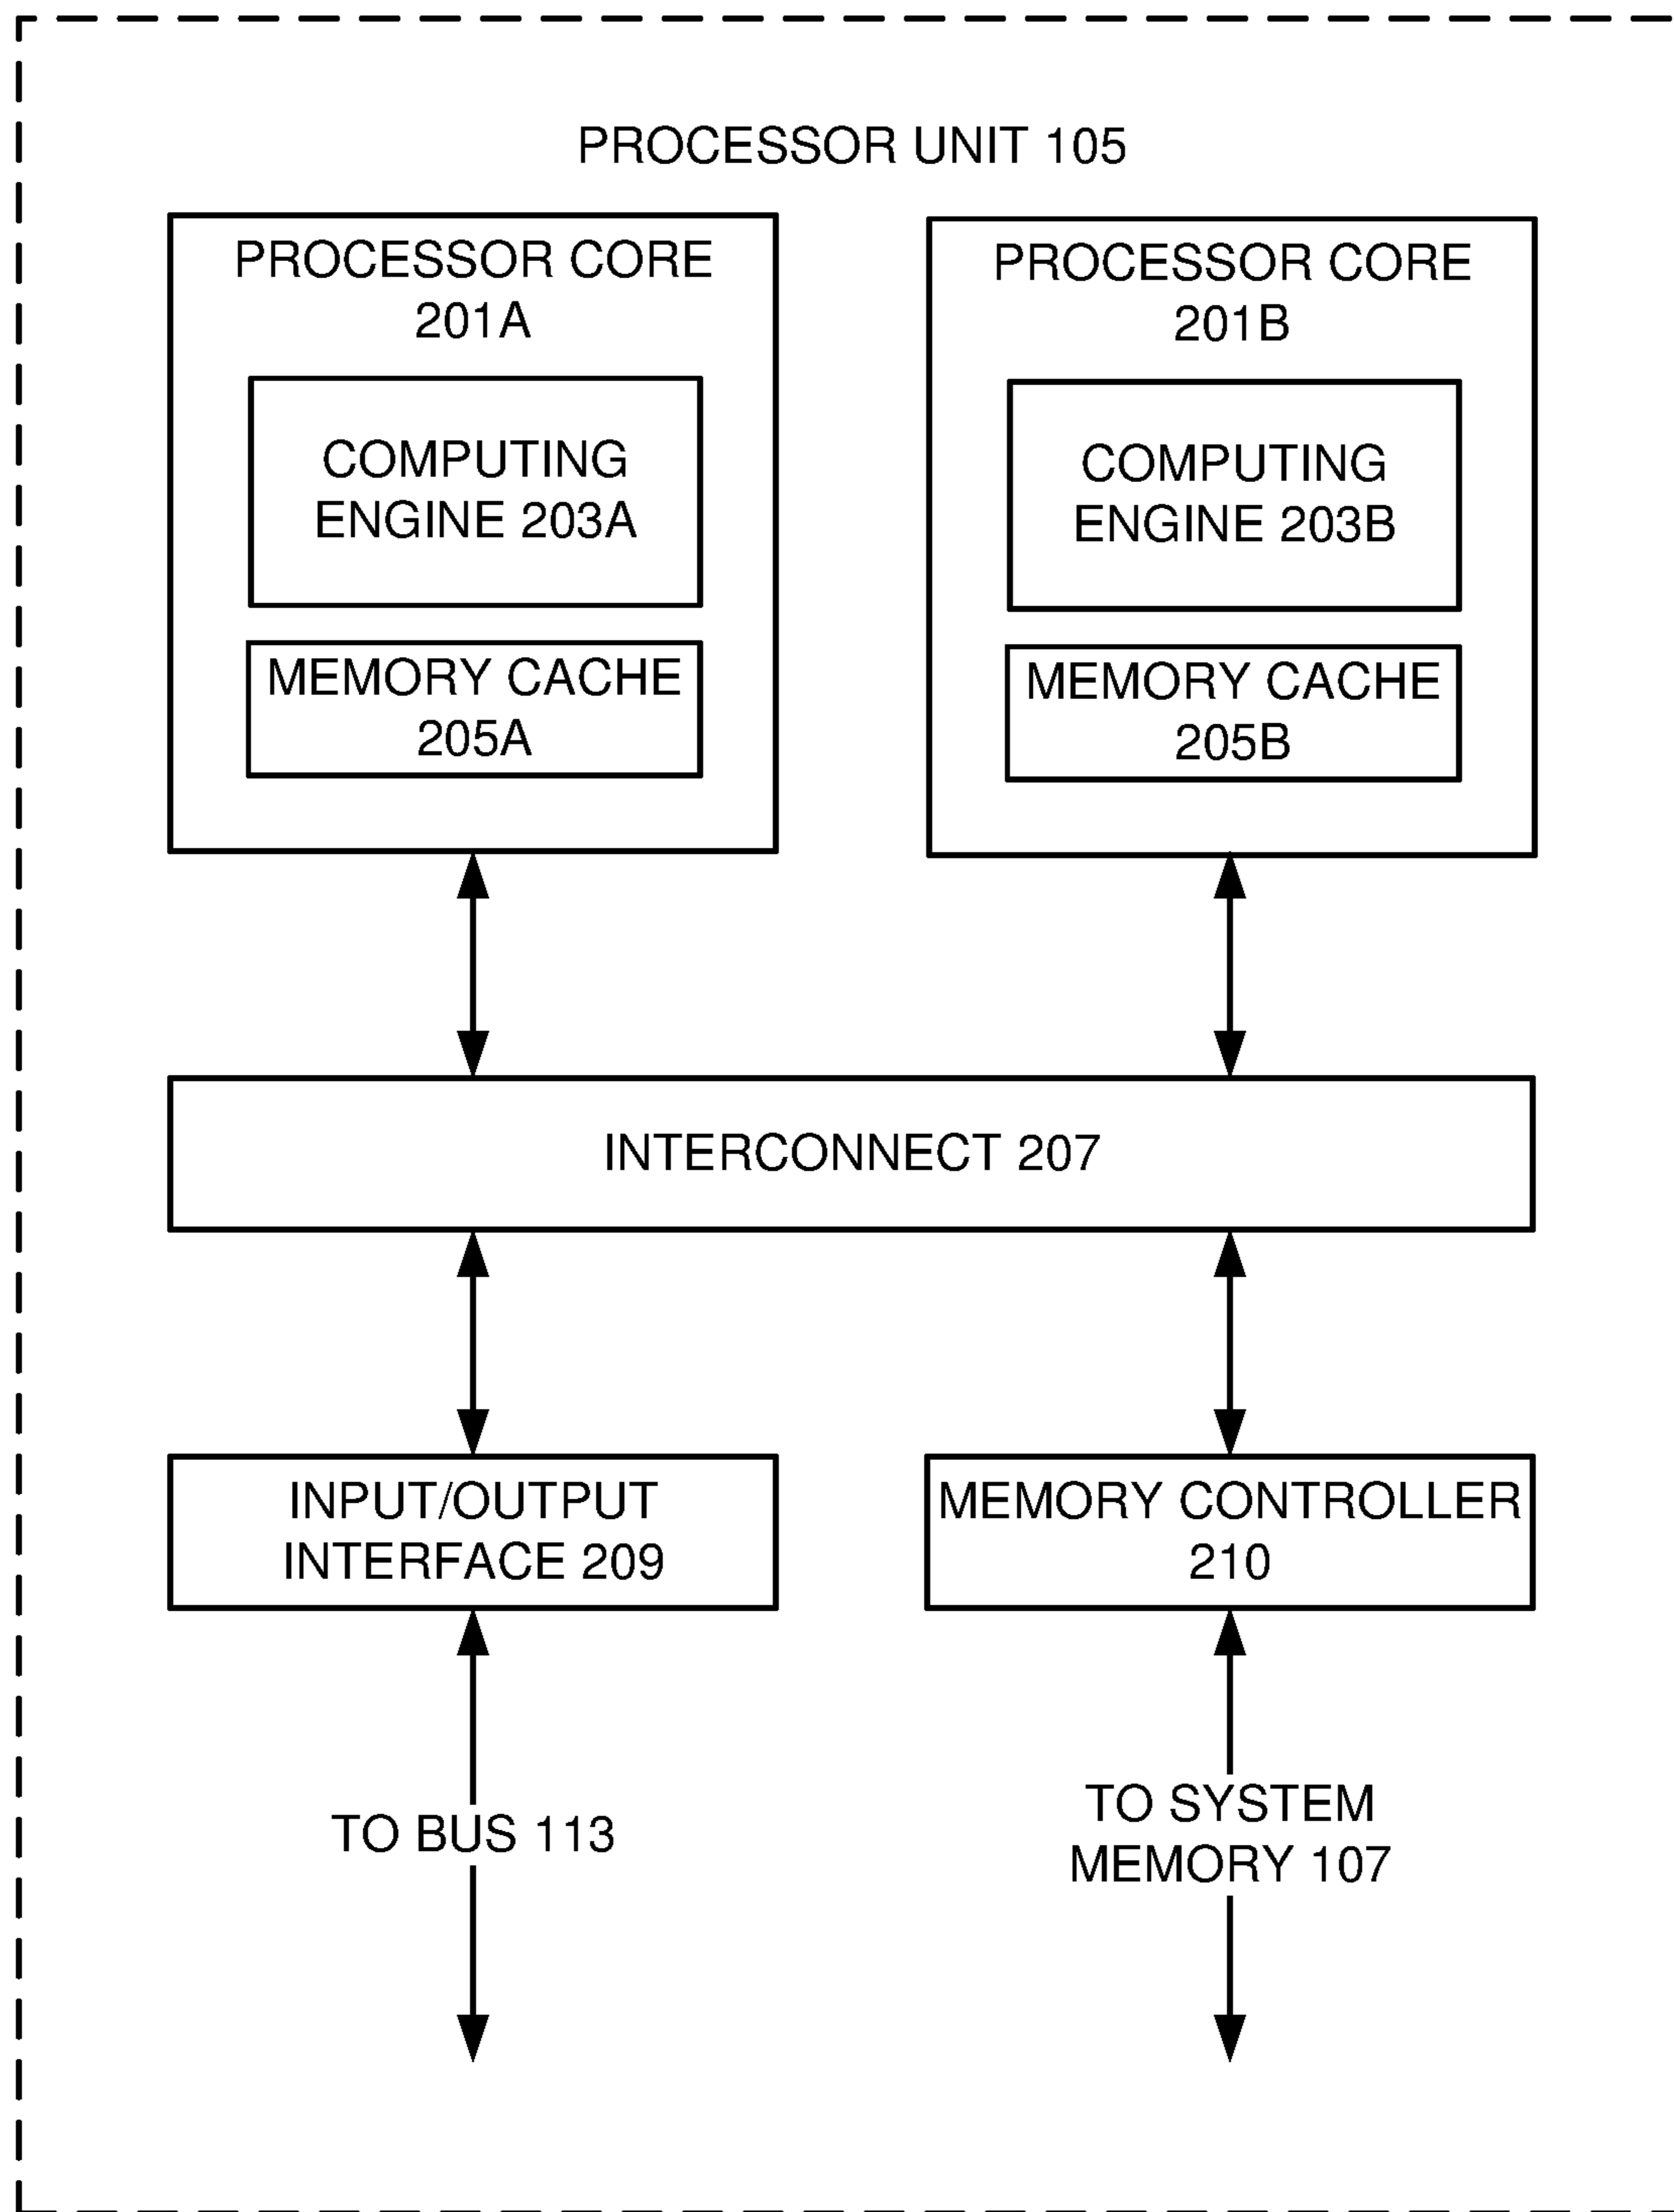 PROCESSOR UNIT 105
PROCESSOR CORE
201A
COMPUTING
ENGINE 203A
MEMORY CACHE
205A
PROCESSOR CORE
201B
COMPUTING
ENGINE 203B
MEMORY CACHE
205B
INTERCONNECT 207
INPUT/OUTPUT
INTERFACE 209
MEMORY CONTROLLER
210
TO BUS 113
TO SYSTEM
MEMORY 107